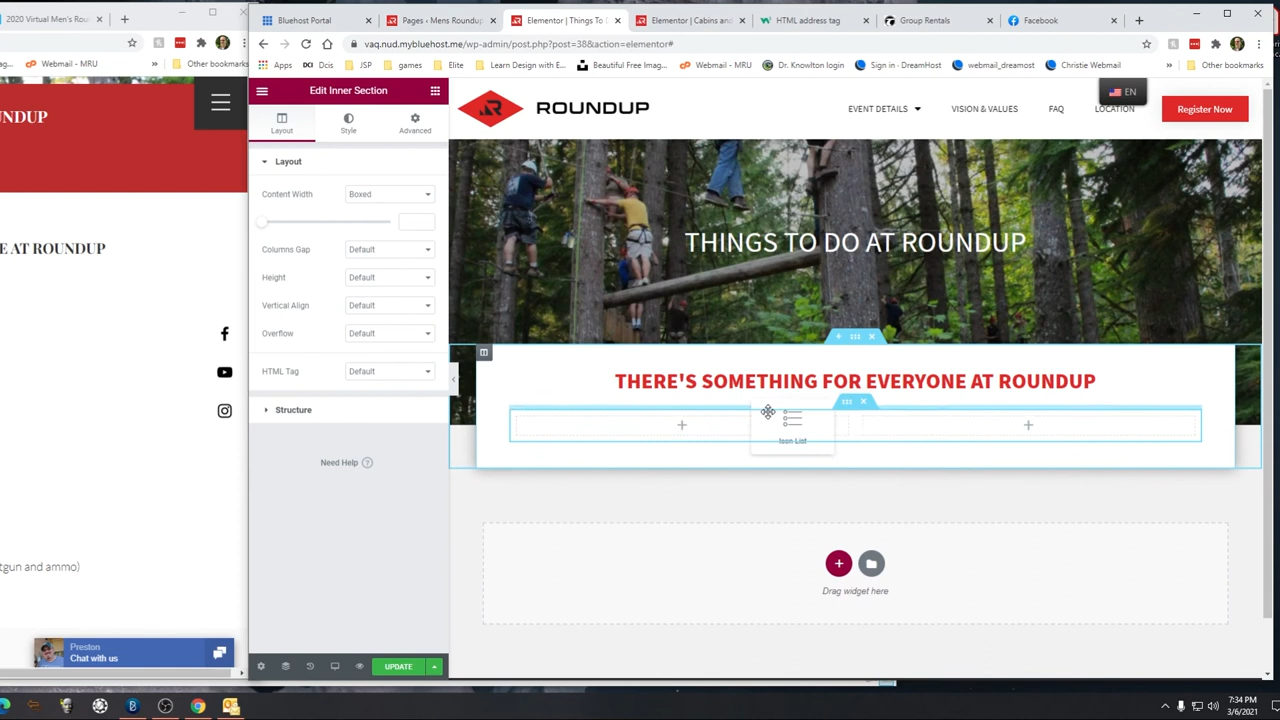 2020 Virtual Men's Roun
Bluehost Portal
Pages ‹ Mens Roundup
Elementor | Things To D
Elementor | Cabins and
HTML address tag
Group Rentals
Facebook
vaq.nud.mybluehost.me/wp-admin/post.php?post=38&action=elementor#
Webmail - MRU
Other bookmarks
Apps
DCI Dcis
JSP
games
Elite
Learn Design with E...
Beautiful Free Imag...
Webmail - MRU
Dr. Knowlton login
Sign in - DreamHost
webmail_dreamost
Christie Webmail
Other bookmarks
UNDUP
E AT ROUNDUP
tgun and ammo)
Preston
Chat with us
Edit Inner Section
Layout
Style
Advanced
Layout
Content Width
Boxed
Columns Gap
Default
Height
Default
Vertical Align
Default
Overflow
Default
HTML Tag
Default
Structure
Need Help
UPDATE
ROUNDUP
EVENT DETAILS
VISION & VALUES
FAQ
LOCATION
EN
Register Now
THINGS TO DO AT ROUNDUP
THERE'S SOMETHING FOR EVERYONE AT ROUNDUP
Icon List
Drag widget here
7:34 PM
3/6/2021